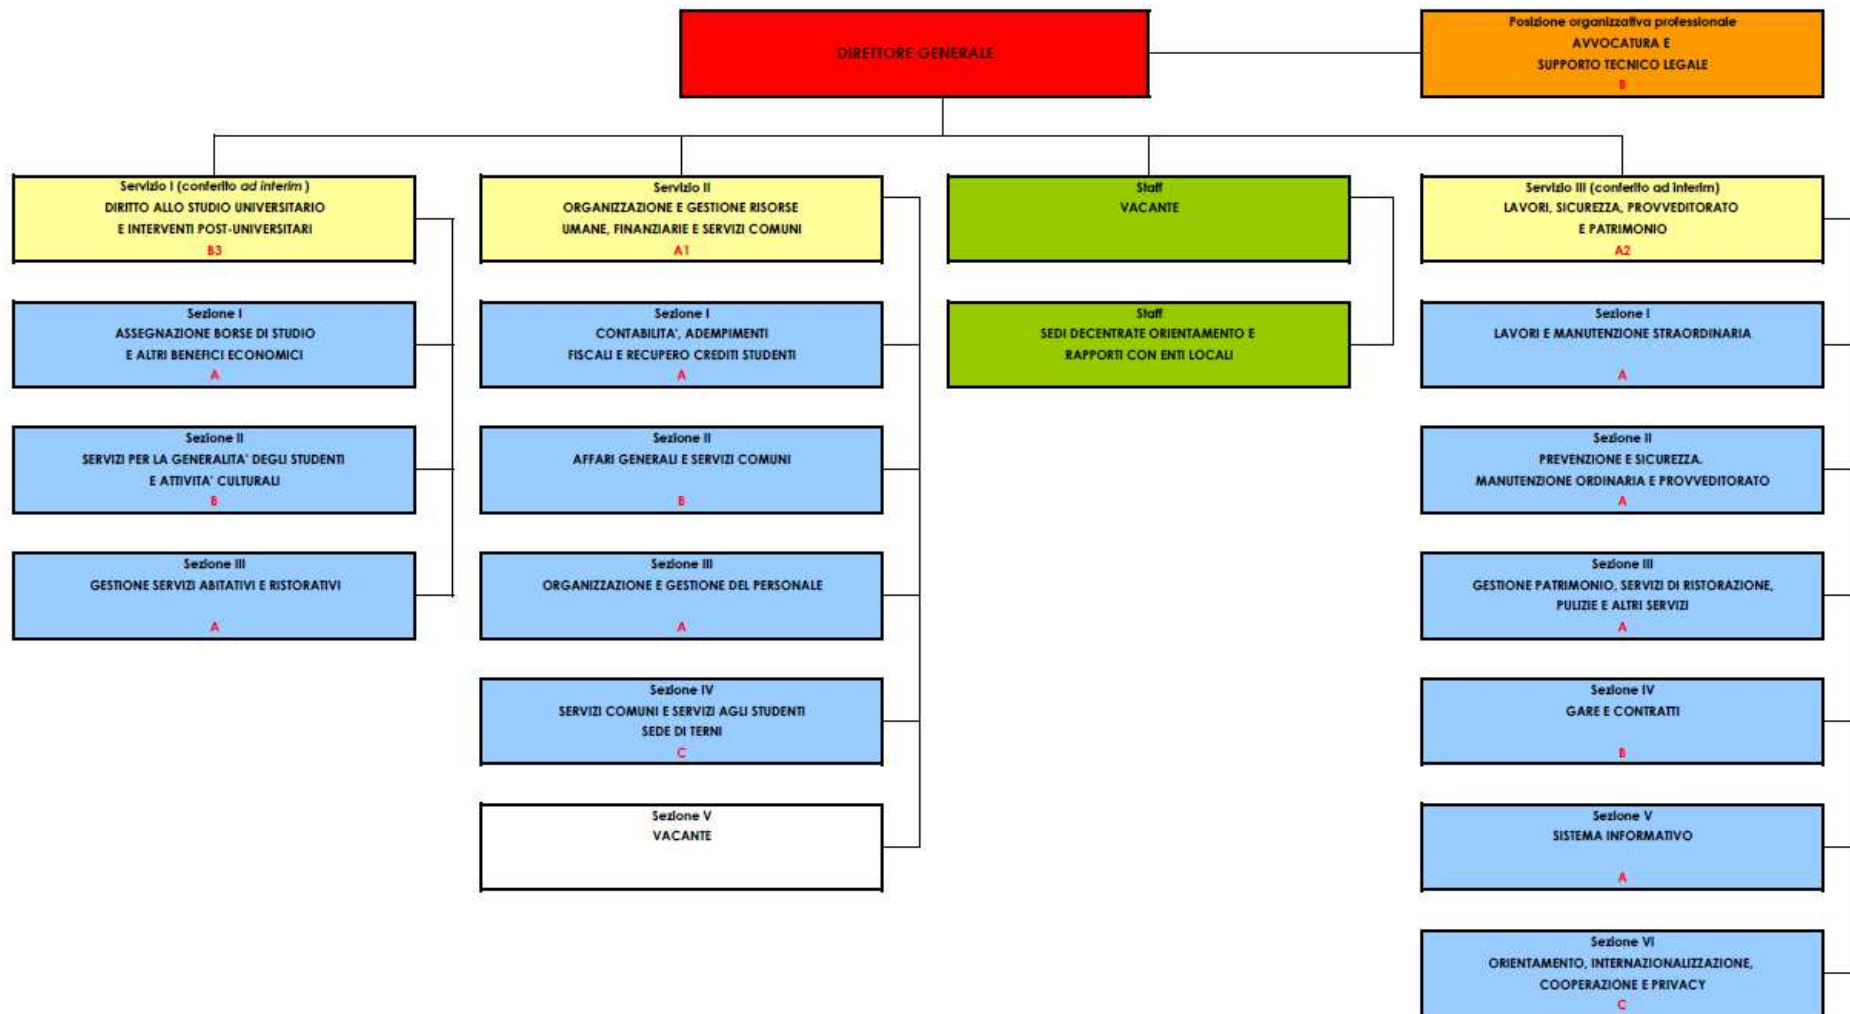 DIRETTORE GENERALE
Posizione organizzativa professionale
AVVOCATURA E
SUPPORTO TECNICO LEGALE
B
Servizio I (conferito ad interim )
DIRITTO ALLO STUDIO UNIVERSITARIO
E INTERVENTI POST-UNIVERSITARI
B3
Sezione I
ASSEGNAZIONE BORSE DI STUDIO
E ALTRI BENEFICI ECONOMICI
A
Sezione II
SERVIZI PER LA GENERALITA' DEGLI STUDENTI
E ATTIVITA' CULTURALI
B
Sezione III
GESTIONE SERVIZI ABITATIVI E RISTORATIVI
A
Servizio II
ORGANIZZAZIONE E GESTIONE RISORSE
UMANE, FINANZIARIE E SERVIZI COMUNI
A1
Sezione I
CONTABILITA', ADEMPIMENTI
FISCALI E RECUPERO CREDITI STUDENTI
A
Sezione II
AFFARI GENERALI E SERVIZI COMUNI
B
Sezione III
ORGANIZZAZIONE E GESTIONE DEL PERSONALE
A
Sezione IV
SERVIZI COMUNI E SERVIZI AGLI STUDENTI
SEDE DI TERNI
C
Sezione V
VACANTE
Staff
VACANTE
Staff
SEDI DECENTRATE ORIENTAMENTO E
RAPPORTI CON ENTI LOCALI
Servizio III (conferito ad interim)
LAVORI, SICUREZZA, PROVVEDITORATO
E PATRIMONIO
A2
Sezione I
LAVORI E MANUTENZIONE STRAORDINARIA
A
Sezione II
PREVENZIONE E SICUREZZA.
MANUTENZIONE ORDINARIA E PROVVEDITORATO
A
Sezione III
GESTIONE PATRIMONIO, SERVIZI DI RISTORAZIONE,
PULIZIE E ALTRI SERVIZI
A
Sezione IV
GARE E CONTRATTI
B
Sezione V
SISTEMA INFORMATIVO
A
Sezione VI
ORIENTAMENTO, INTERNAZIONALIZZAZIONE,
COOPERAZIONE E PRIVACY
C